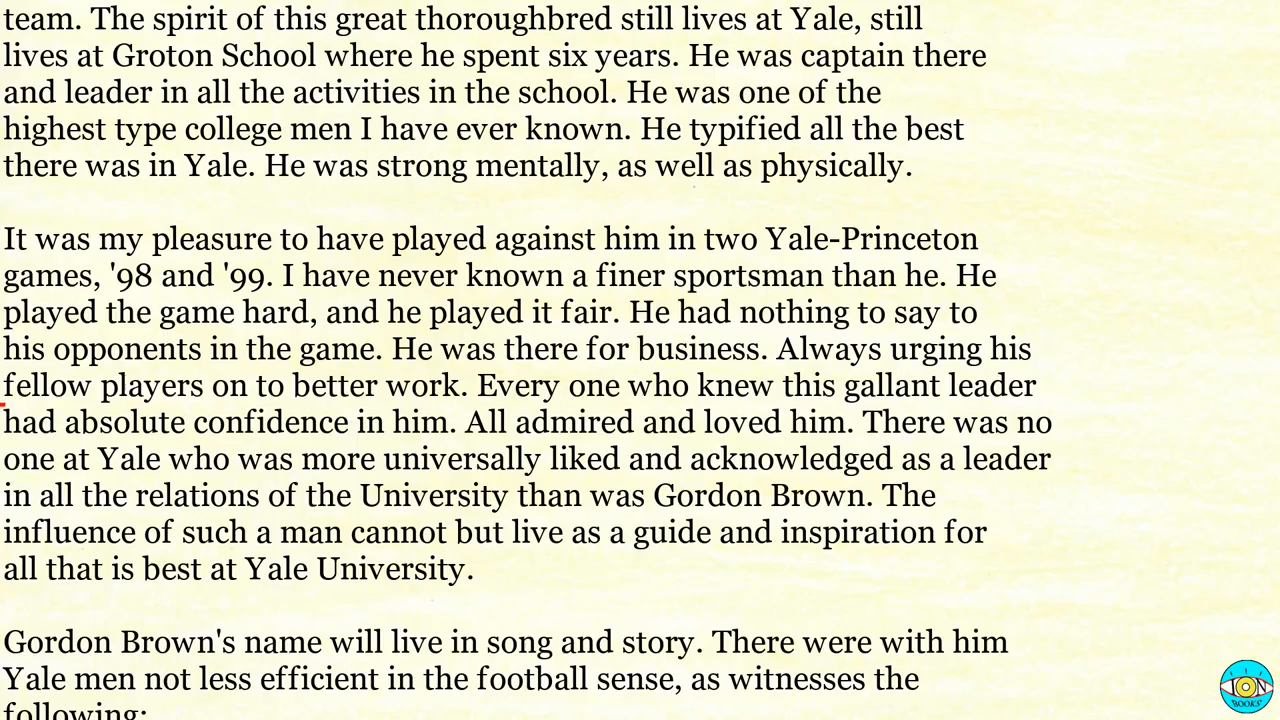 team. The spirit of this great thoroughbred still lives at Yale, still
lives at Groton School where he spent six years. He was captain there
and leader in all the activities in the school. He was one of the
highest type college men I have ever known. He typified all the best
there was in Yale. He was strong mentally, as well as physically.
It was my pleasure to have played against him in two Yale-Princeton
games, '98 and '99. I have never known a finer sportsman than he. He
played the game hard, and he played it fair. He had nothing to say to
his opponents in the game. He was there for business. Always urging his
fellow players on to better work. Every one who knew this gallant leader
had absolute confidence in him. All admired and loved him. There was no
one at Yale who was more universally liked and acknowledged as a leader
in all the relations of the University than was Gordon Brown. The
influence of such a man cannot but live as a guide and inspiration for
all that is best at Yale University.
Gordon Brown's name will live in song and story. There were with him
Yale men not less efficient in the football sense, as witnesses the
following:
ION
BOOKS